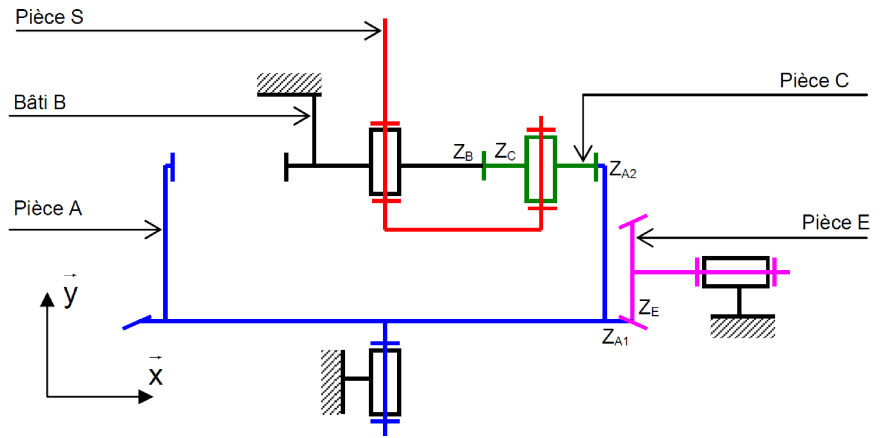 Pièce S
Pièce C
Bâti B
Z_B Z_C Z_A2
Pièce A
Pièce E
y
Z_E
Z_A1
x